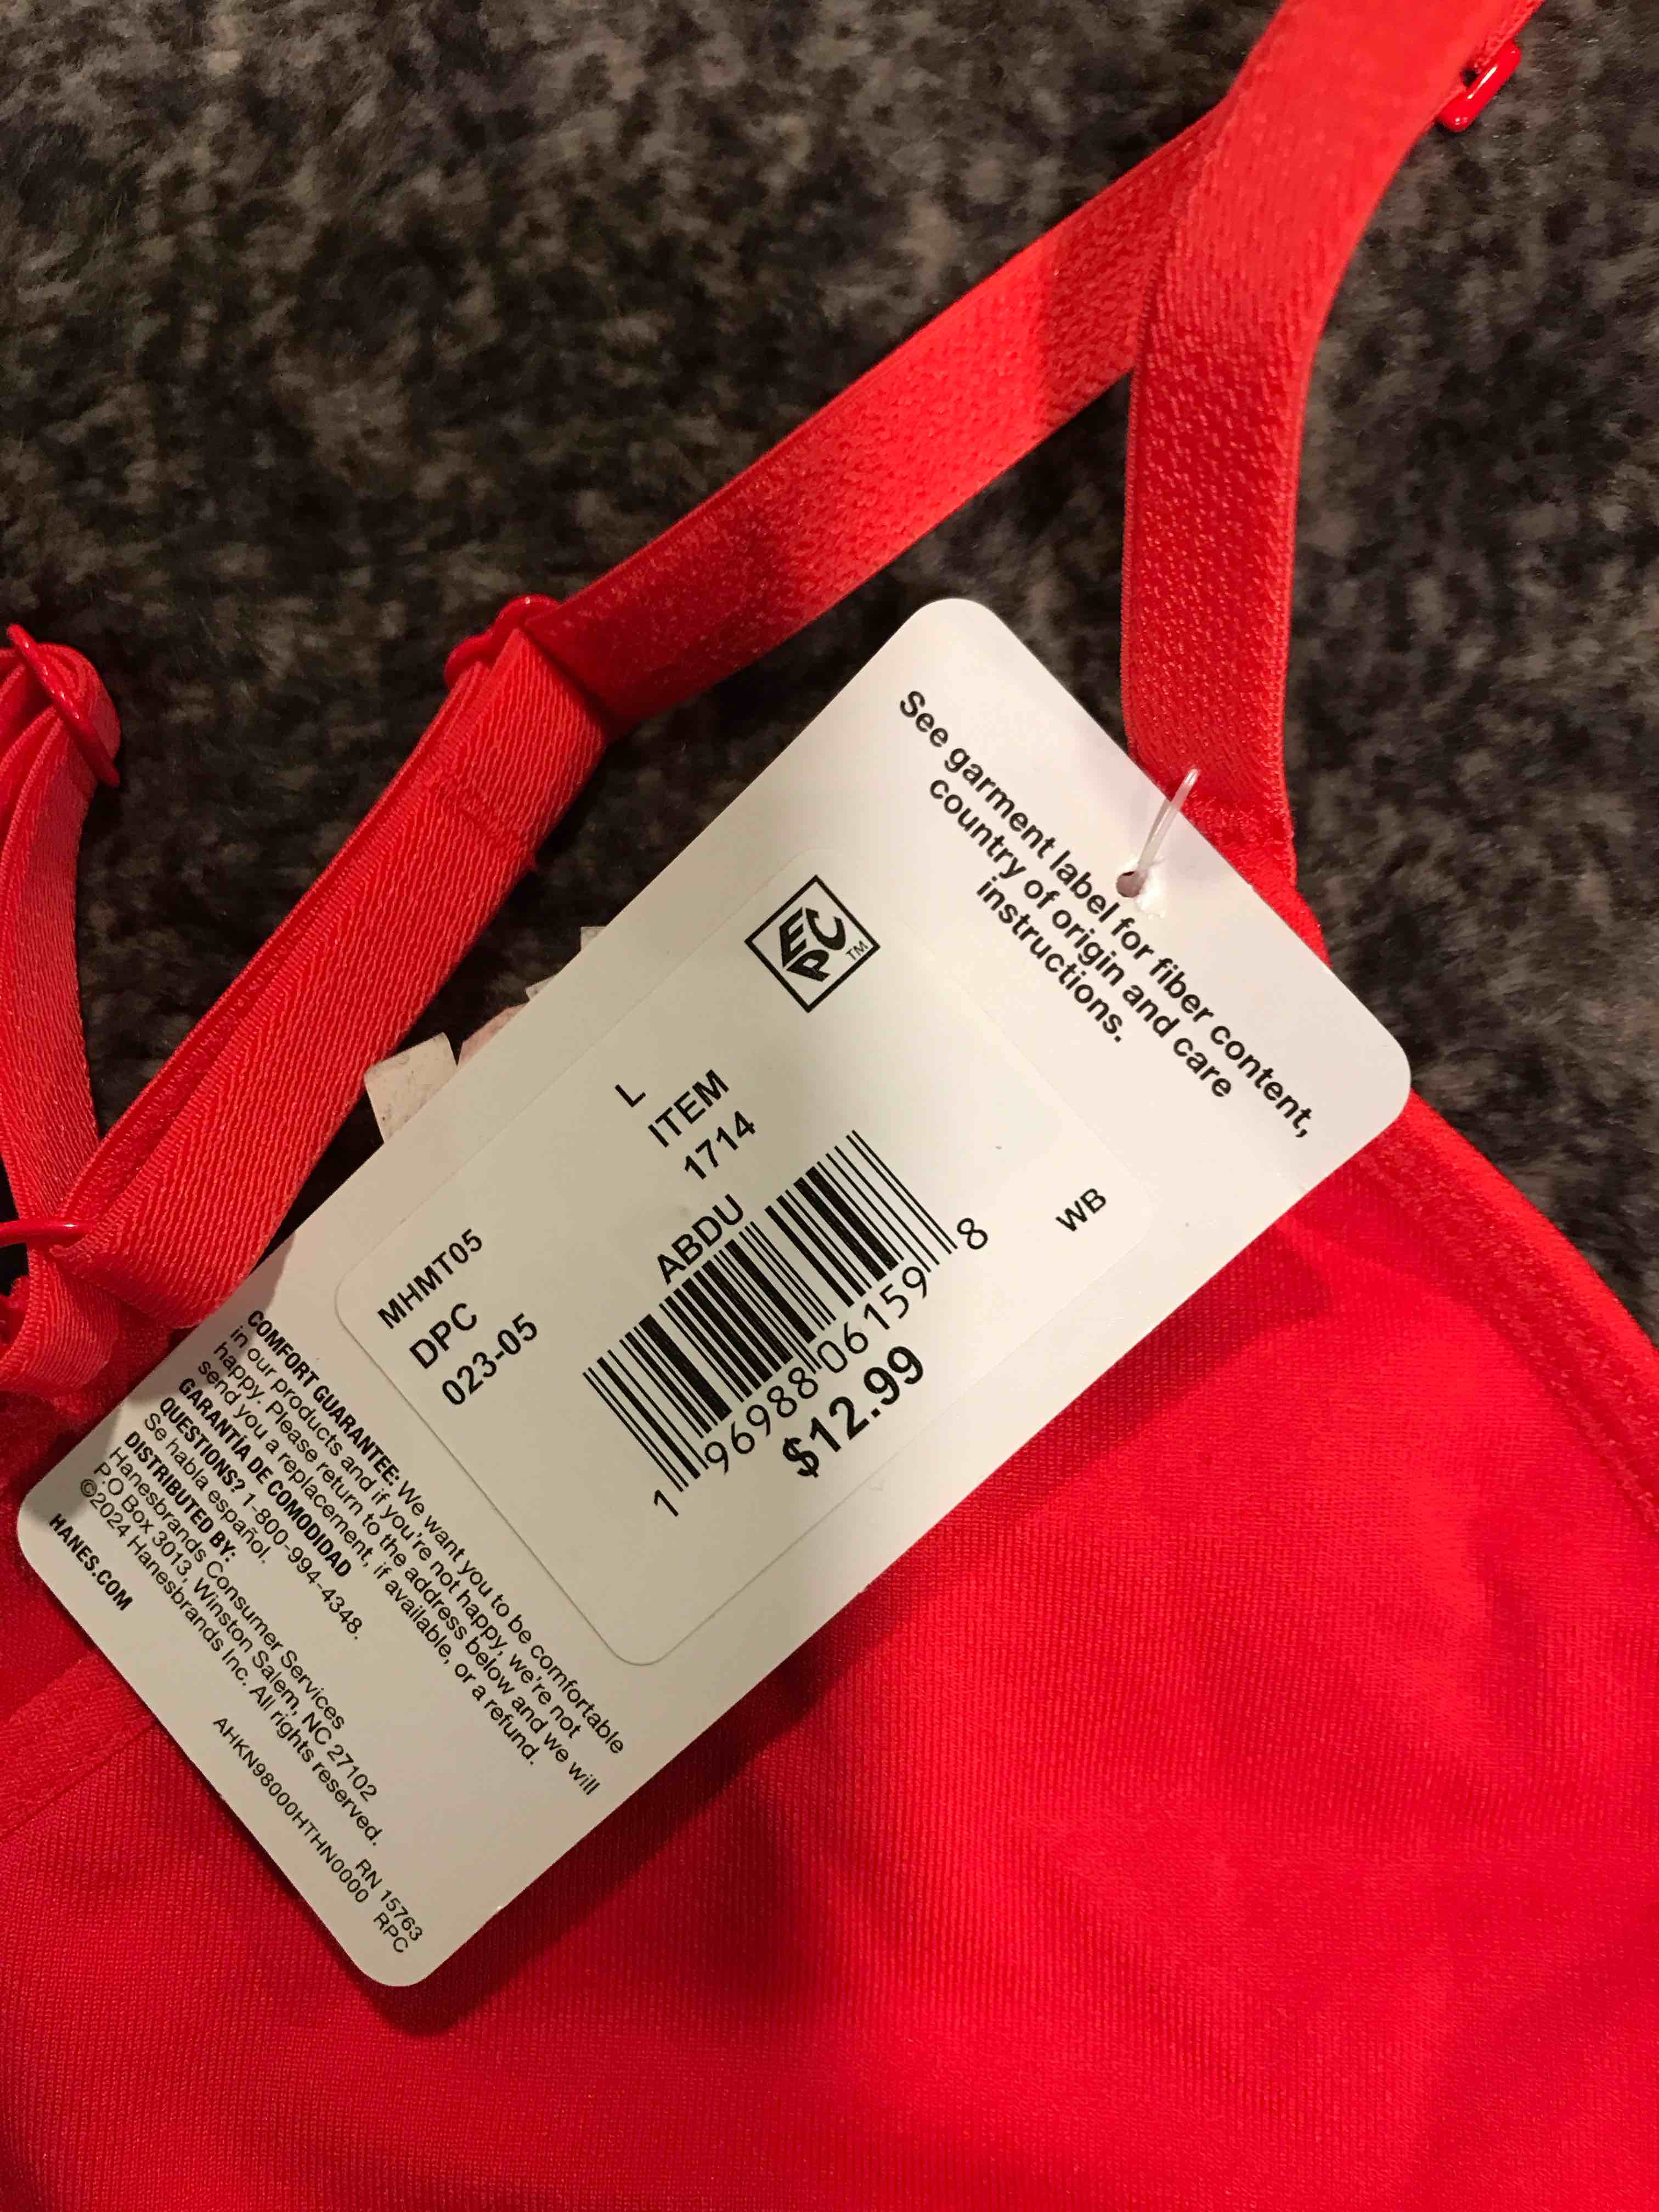 See garment label for fiber content,
country of origin and care
instructions.
EPC™
L
ITEM
1714
ABDU
WB
MHMT05
DPC
023-05
1 96988 06159 8
$12.99
COMFORT GUARANTEE: We want you to be comfortable
in our products and if you're not happy, we're not
happy. Please return to the address below and we will
send you a replacement, if available, or a refund.
GARANTÍA DE COMODIDAD
QUESTIONS? 1-800-994-4348.
Se habla español.
DISTRIBUTED BY:
Hanesbrands Consumer Services
P.O Box 3013, Winston Salem, NC 27102
©2024 Hanesbrands Inc. All rights reserved.
HANES.COM
RN 15763
AHKN98000HTHN0000 RPC